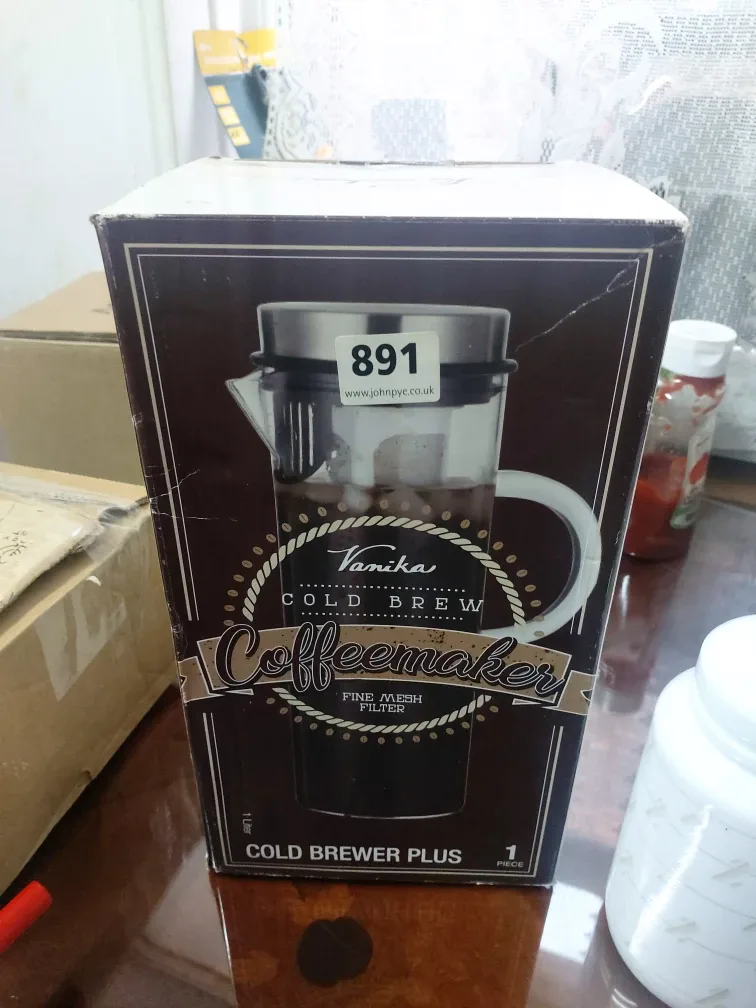 891
www.johnpye.co.uk
Vanika
COLD BREW
Coffeemaker
FINE MESH
FILTER
1 Liter
COLD BREWER PLUS
1
PIECE